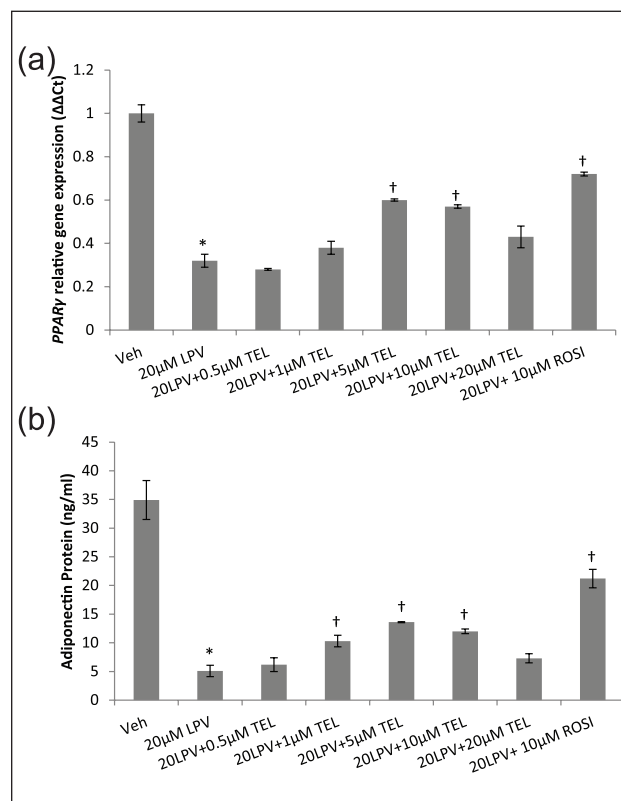 (a)
PPARγ relative gene expression (ΔΔCt)
1.2
1
0.8
0.6
0.4
0.2
0
*
†
†
†
Veh
20µM LPV
20LPV+0.5µM TEL
20LPV+1µM TEL
20LPV+5µM TEL
20LPV+10µM TEL
20LPV+20µM TEL
20LPV+ 10µM ROSI
(b)
Adiponectin Protein (ng/ml)
45
40
35
30
25
20
15
10
5
0
*
†
†
†
†
Veh
20µM LPV
20LPV+0.5µM TEL
20LPV+1µM TEL
20LPV+5µM TEL
20LPV+10µM TEL
20LPV+20µM TEL
20LPV+ 10µM ROSI